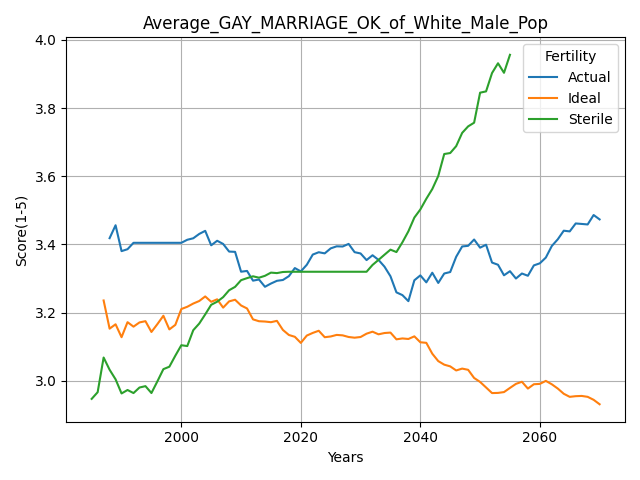 Average_GAY_MARRIAGE_OK_of_White_Male_Pop
4.0
3.8
3.6
3.4
3.2
3.0
Score(1-5)
Fertility
Actual
Ideal
Sterile
2000
2020
2040
2060
Years